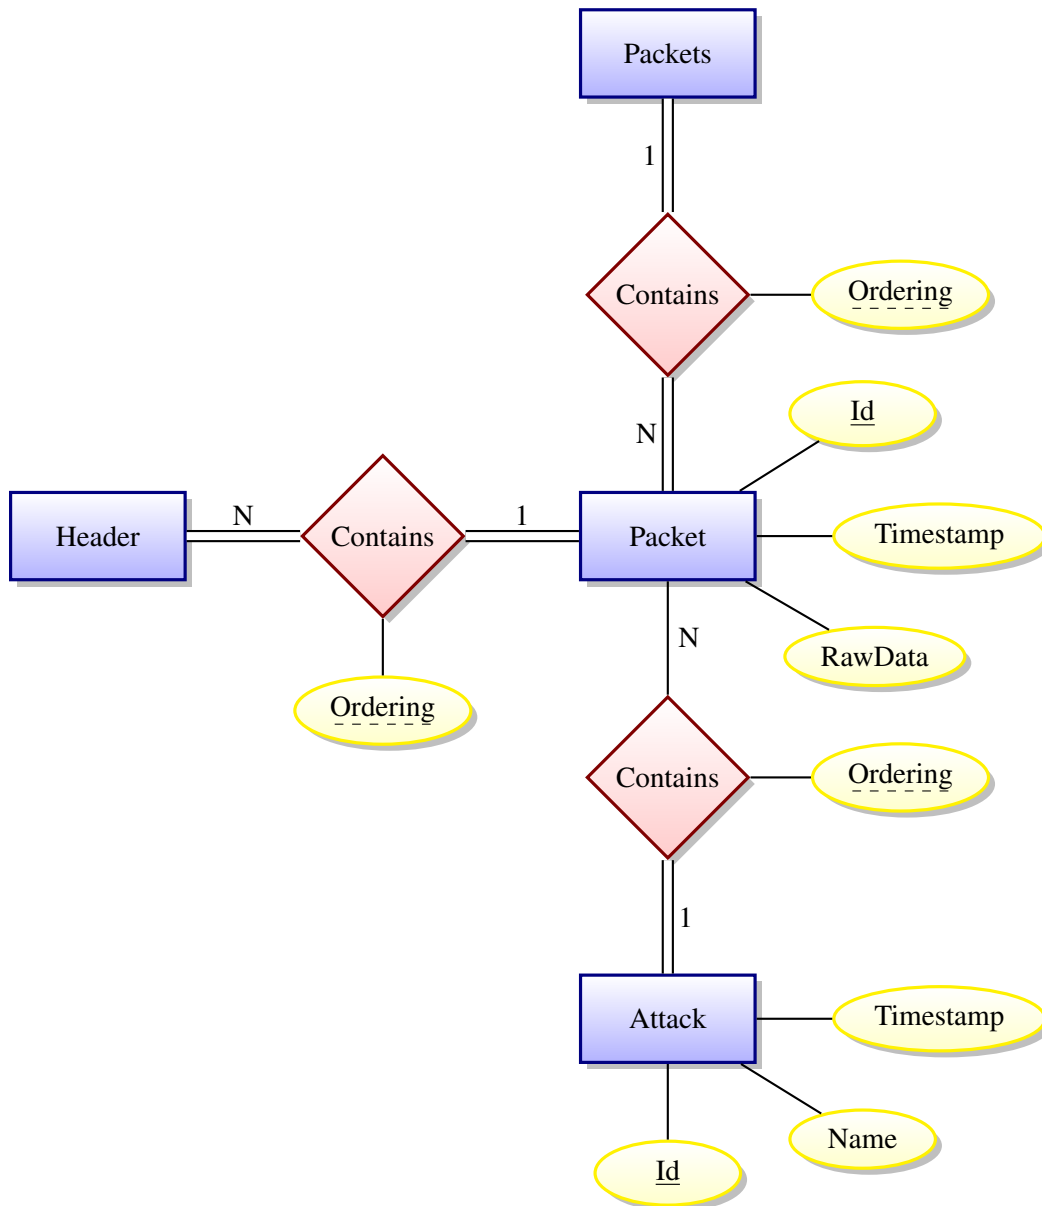 Packets
1
Contains
Ordering
N
Id
Header
N
Contains
1
Packet
Timestamp
N
RawData
Ordering
Contains
Ordering
1
Attack
Timestamp
Name
Id